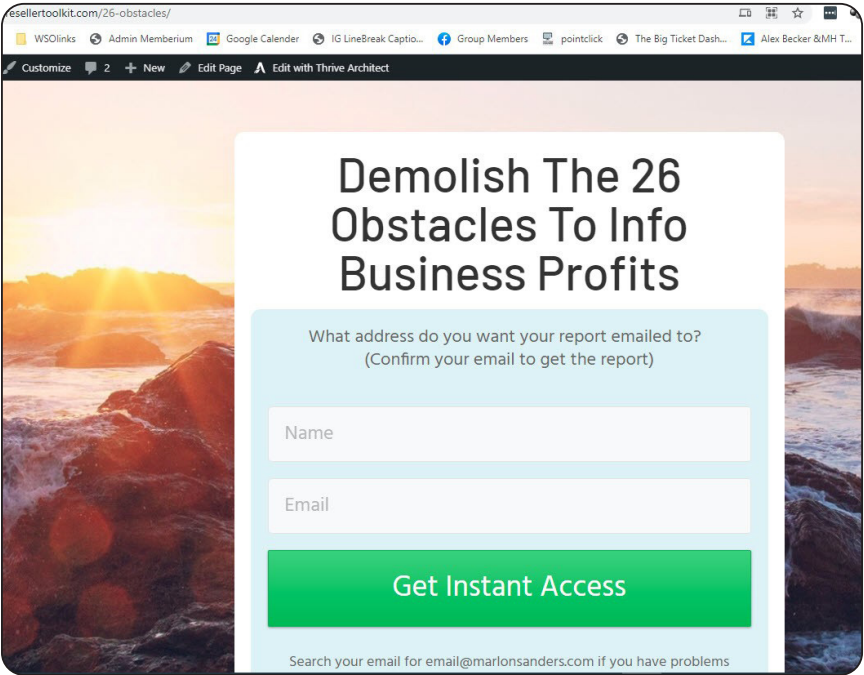 resellertoolkit.com/26-obstacles/
WSOlinks Admin Memberium 24 Google Calender IG LineBreak Captio... Group Members pointclick The Big Ticket Dash... Alex Becker &MH T...
Customize 2 + New Edit Page Edit with Thrive Architect
Demolish The 26
Obstacles To Info
Business Profits
What address do you want your report emailed to?
(Confirm your email to get the report)
Name
Email
Get Instant Access
Search your email for email@marlonsanders.com if you have problems